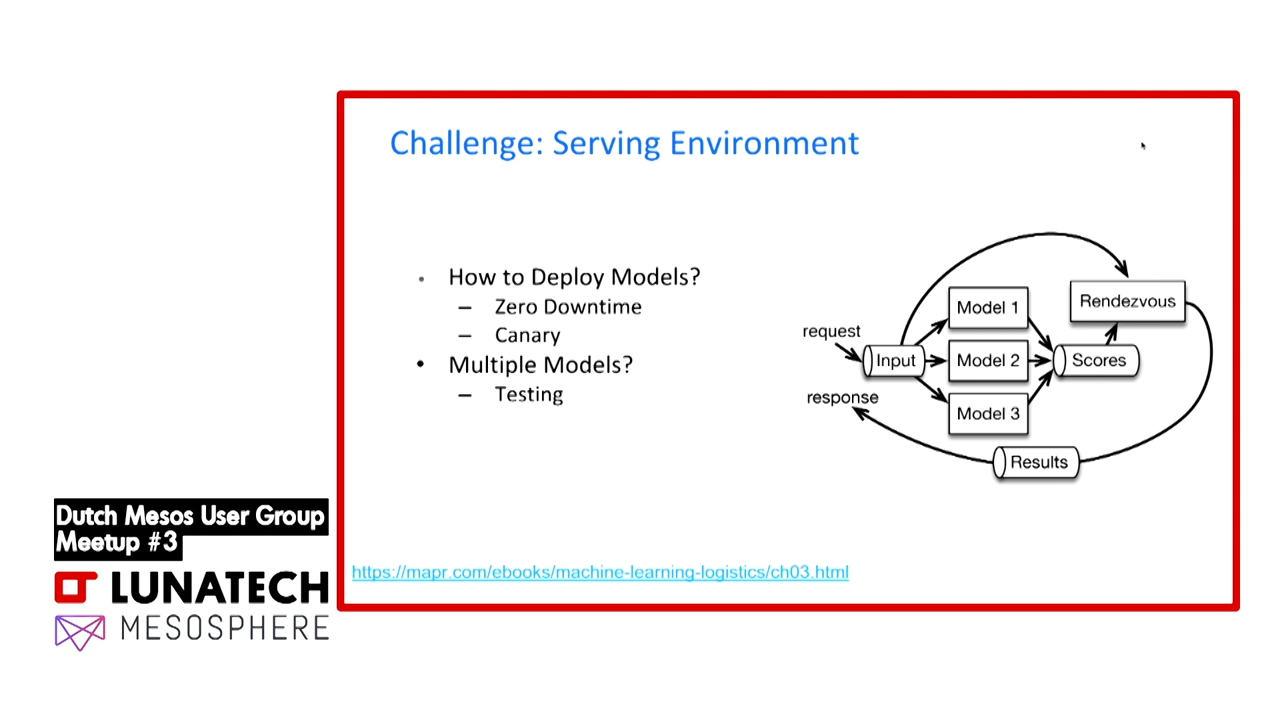 Challenge: Serving Environment
• How to Deploy Models?
– Zero Downtime
– Canary
• Multiple Models?
– Testing
request
response
Input
Model 1
Model 2
Model 3
Scores
Rendezvous
Results
https://mapr.com/ebooks/machine-learning-logistics/ch03.html
Dutch Mesos User Group
Meetup #3
LUNATECH
MESOSPHERE